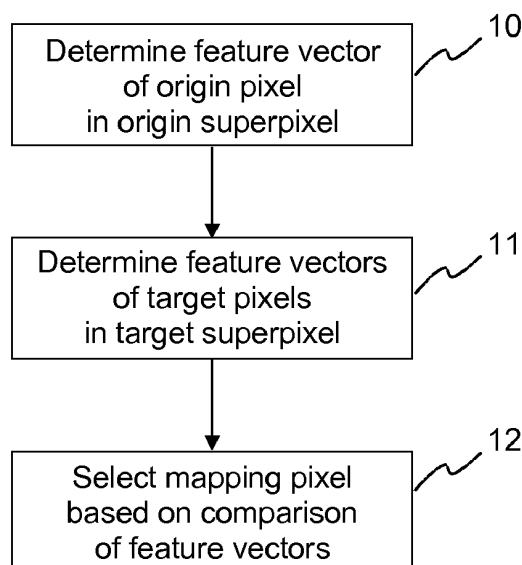 10
Determine feature vector
of origin pixel
in origin superpixel
11
Determine feature vectors
of target pixels
in target superpixel
12
Select mapping pixel
based on comparison
of feature vectors